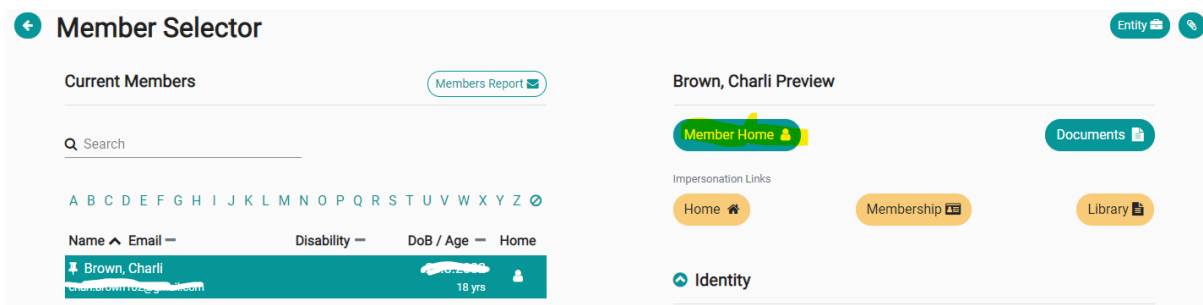 Member Selector
Entity
Current Members
Members Report
Brown, Charli Preview
Member Home
Documents
Search
Impersonation Links
A B C D E F G H I J K L M N O P Q R S T U V W X Y Z
Home
Membership
Library
Name Email Disability DoB / Age Home
Brown, Charli
18 yrs
Identity